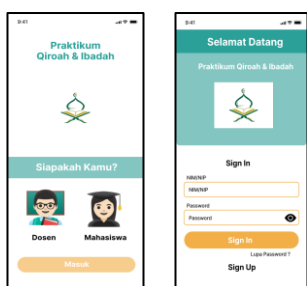 9:41
Praktikum
Qiroah & Ibadah
Siapakah Kamu?
Dosen
Mahasiswa
Masuk
9:41
Selamat Datang
Praktikum Qiroah & Ibadah
Sign In
NIM/NIP
NIM/NIP
Password
Password
Sign In
Lupa Password ?
Sign Up